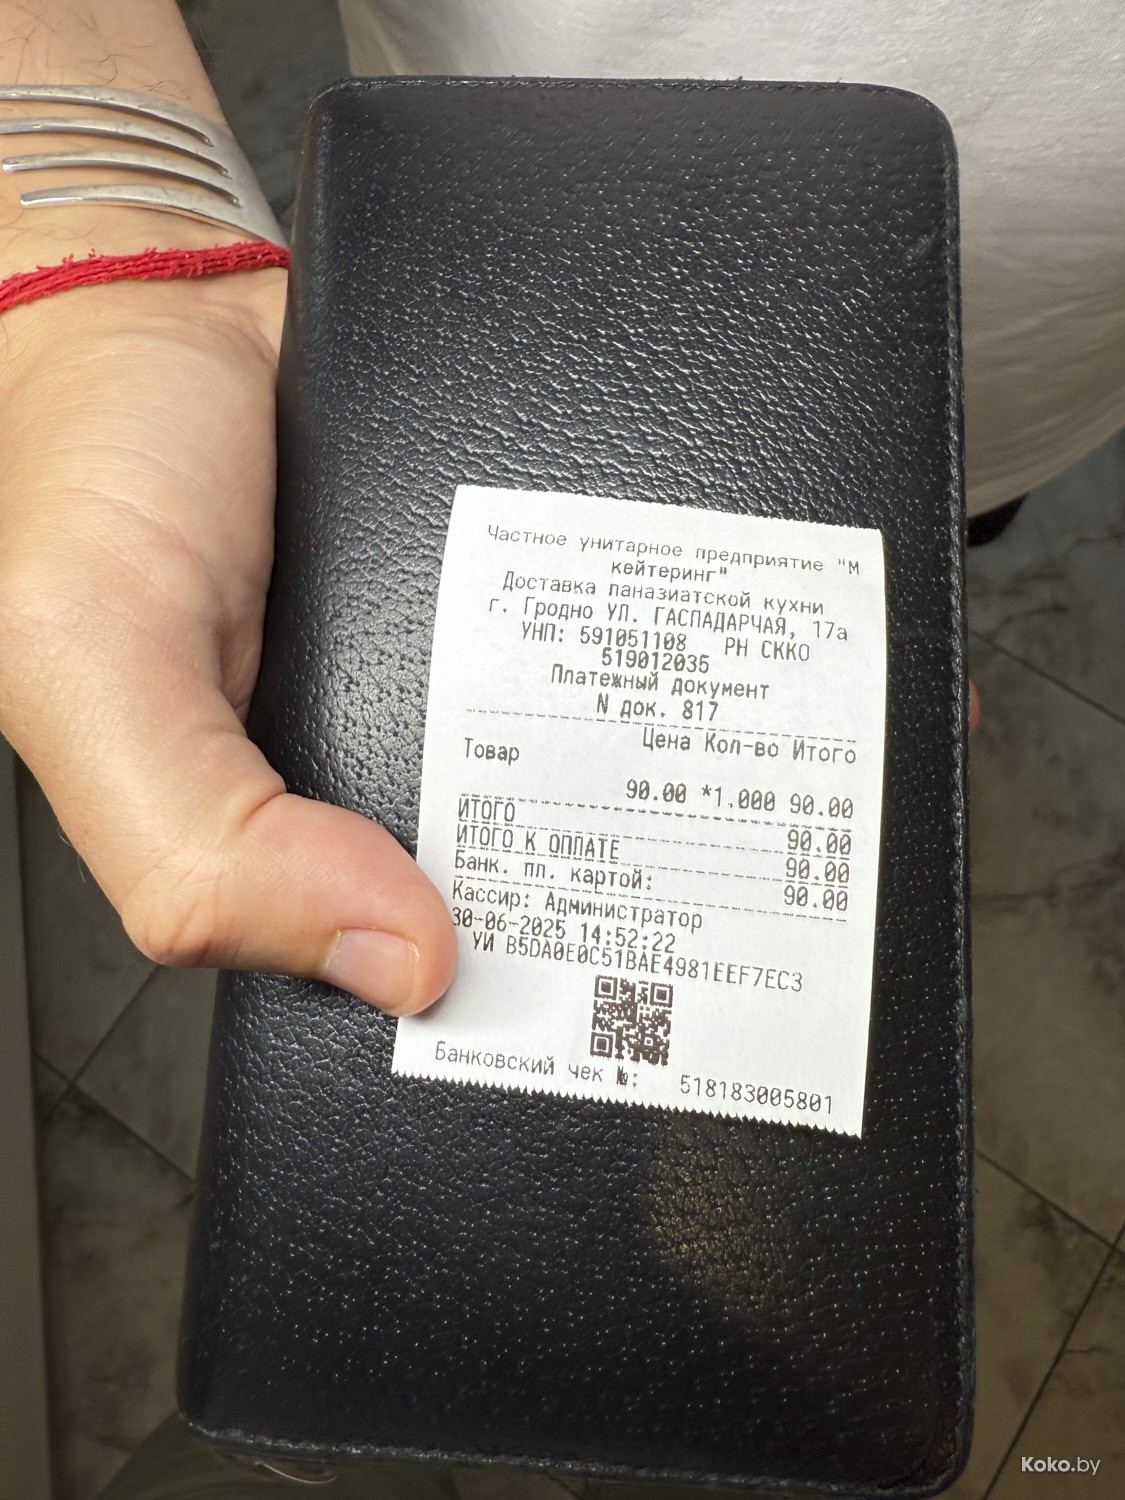 Частное унитарное предприятие "М
кейтеринг"
Доставка паназиатской кухни
г. Гродно УЛ. ГАСПАДАРЧАЯ, 17а
УНП: 591051108 РН СККО
519012035
Платежный документ
N док. 817
Товар Цена Кол-во Итого
90.00 *1.000 90.00
ИТОГО 90.00
ИТОГО К ОПЛАТЕ 90.00
Банк. пл. картой: 90.00
Кассир: Администратор
30-06-2025 14:52:22
УИ B5DA0E0C51BAE4981EEF7EC3
Банковский чек №: 518183005801
Koko.by